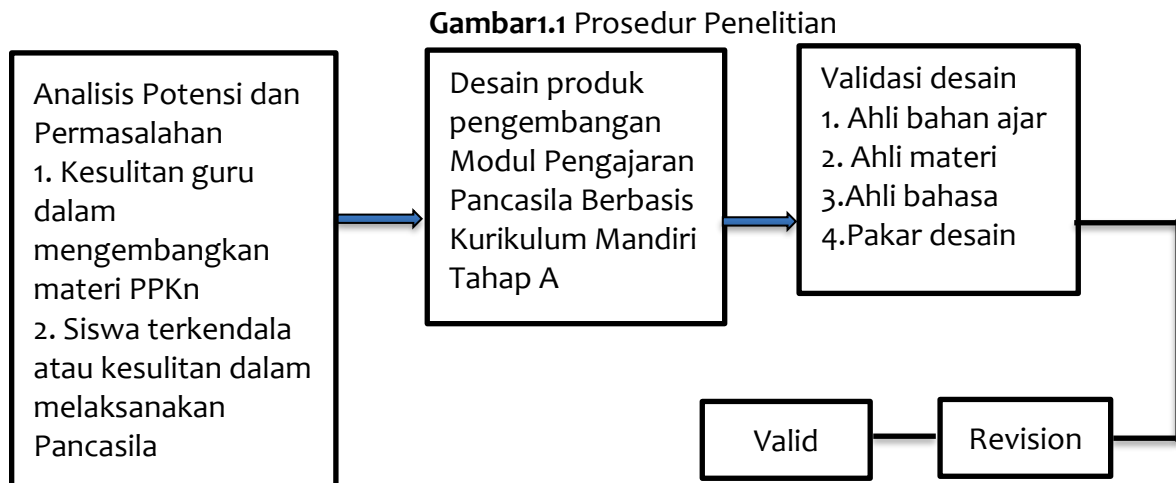 Gambar1.1 Prosedur Penelitian
Analisis Potensi dan
Permasalahan
1. Kesulitan guru
dalam
mengembangkan
materi PPKn
2. Siswa terkendala
atau kesulitan dalam
melaksanakan
Pancasila
Desain produk
pengembangan
Modul Pengajaran
Pancasila Berbasis
Kurikulum Mandiri
Tahap A
Validasi desain
1. Ahli bahan ajar
2. Ahli materi
3.Ahli bahasa
4.Pakar desain
Valid
Revision